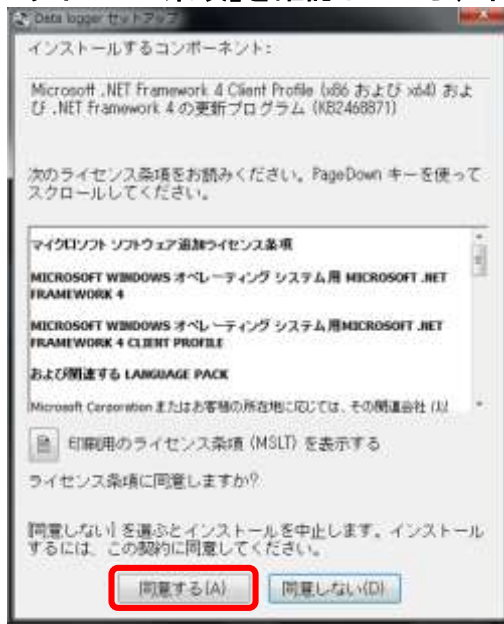 Data logger セットアップ
インストールするコンポーネント:
Microsoft .NET Framework 4 Client Profile (x86 および x64) およ
び .NET Framework 4 の更新プログラム (KB2468871)
次のライセンス条項をお読みください。PageDown キーを使って
スクロールしてください。
マイクロソフト ソフトウェア追加ライセンス条項
MICROSOFT WINDOWS オペレーティング システム用 MICROSOFT .NET
FRAMEWORK 4
MICROSOFT WINDOWS オペレーティング システム用MICROSOFT .NET
FRAMEWORK 4 CLIENT PROFILE
および関連する LANGUAGE PACK
Microsoft Corporation またはお客様の所在地に応じては、その関連会社 (以
印刷用のライセンス条項 (MSLT) を表示する
ライセンス条項に同意しますか?
[同意しない] を選ぶとインストールを中止します。インストール
するには、この契約に同意してください。
同意する(A)
同意しない(D)